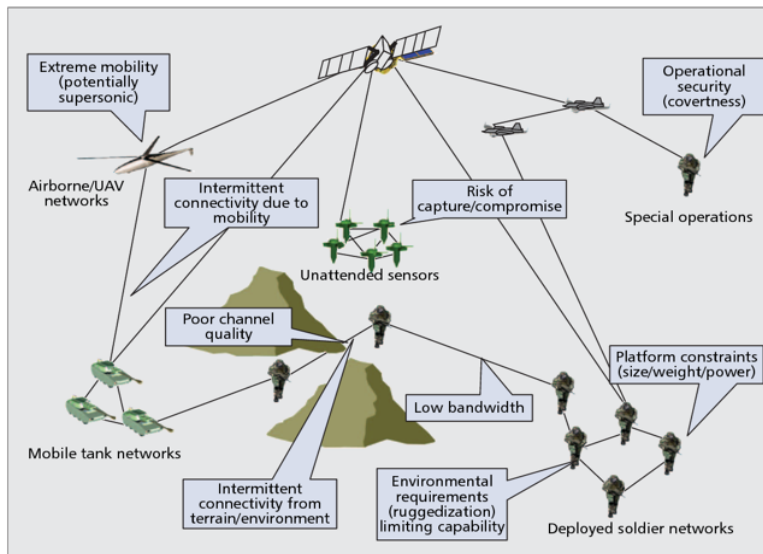 Extreme mobility
(potentially
supersonic)
Operational
security
(covertness)
Airborne/UAV
networks
Intermittent
connectivity due to
mobility
Risk of
capture/compromise
Special operations
Unattended sensors
Poor channel
quality
Platform constraints
(size/weight/power)
Low bandwidth
Mobile tank networks
Intermittent
connectivity from
terrain/environment
Environmental
requirements
(ruggedization)
limiting capability
Deployed soldier networks